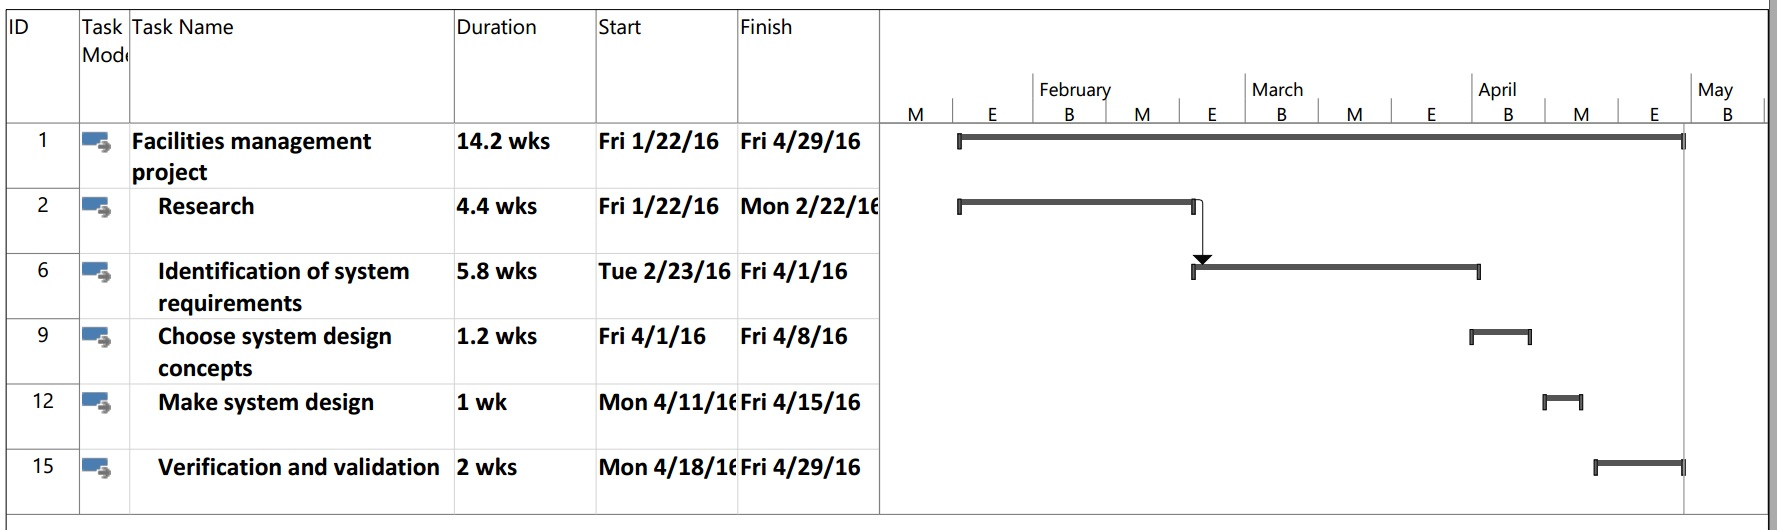 ID Task Task Name Duration Start Finish
Mode
February March April May
M E B M E B M E B M E B
1 Facilities management 14.2 wks Fri 1/22/16 Fri 4/29/16
project
2 Research 4.4 wks Fri 1/22/16 Mon 2/22/16
6 Identification of system 5.8 wks Tue 2/23/16 Fri 4/1/16
requirements
9 Choose system design 1.2 wks Fri 4/1/16 Fri 4/8/16
concepts
12 Make system design 1 wk Mon 4/11/16 Fri 4/15/16
15 Verification and validation 2 wks Mon 4/18/16 Fri 4/29/16